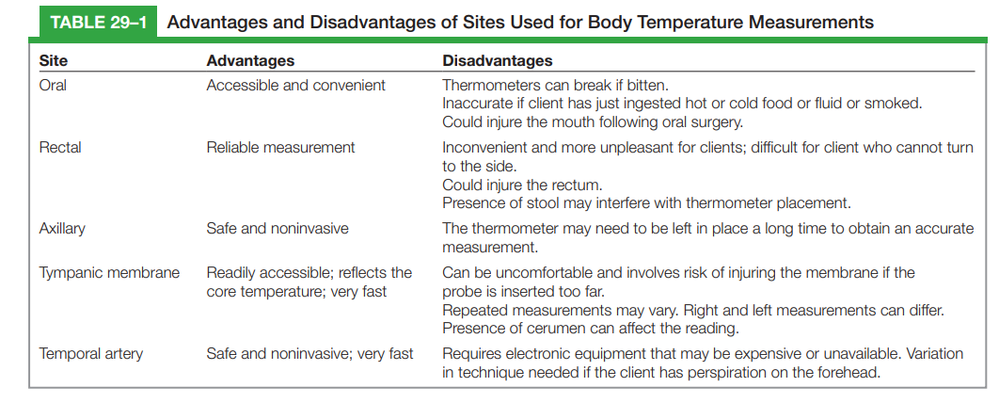 TABLE 29–1 Advantages and Disadvantages of Sites Used for Body Temperature Measurements
Site Advantages Disadvantages
Oral Accessible and convenient Thermometers can break if bitten.
Inaccurate if client has just ingested hot or cold food or fluid or smoked.
Could injure the mouth following oral surgery.
Rectal Reliable measurement Inconvenient and more unpleasant for clients; difficult for client who cannot turn
to the side.
Could injure the rectum.
Presence of stool may interfere with thermometer placement.
Axillary Safe and noninvasive The thermometer may need to be left in place a long time to obtain an accurate
measurement.
Tympanic membrane Readily accessible; reflects the Can be uncomfortable and involves risk of injuring the membrane if the
core temperature; very fast probe is inserted too far.
Repeated measurements may vary. Right and left measurements can differ.
Presence of cerumen can affect the reading.
Temporal artery Safe and noninvasive; very fast Requires electronic equipment that may be expensive or unavailable. Variation
in technique needed if the client has perspiration on the forehead.